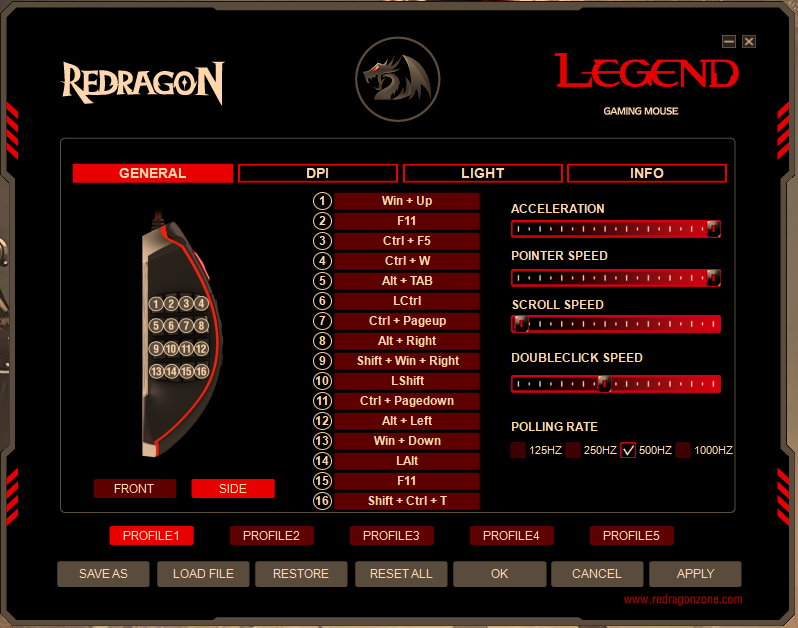 REDRAGON
LEGEND
GAMING MOUSE
GENERAL DPI LIGHT INFO
1 Win + Up
2 F11
3 Ctrl + F5
4 Ctrl + W
5 Alt + TAB
6 LCtrl
7 Ctrl + Pageup
8 Alt + Right
9 Shift + Win + Right
10 LShift
11 Ctrl + Pagedown
12 Alt + Left
13 Win + Down
14 LAlt
15 F11
16 Shift + Ctrl + T
1 2 3 4
5 6 7 8
9 10 11 12
13 14 15 16
FRONT SIDE
ACCELERATION
POINTER SPEED
SCROLL SPEED
DOUBLECLICK SPEED
POLLING RATE
125HZ 250HZ 500HZ 1000HZ
PROFILE1 PROFILE2 PROFILE3 PROFILE4 PROFILE5
SAVE AS LOAD FILE RESTORE RESET ALL OK CANCEL APPLY
www.redragonzone.com